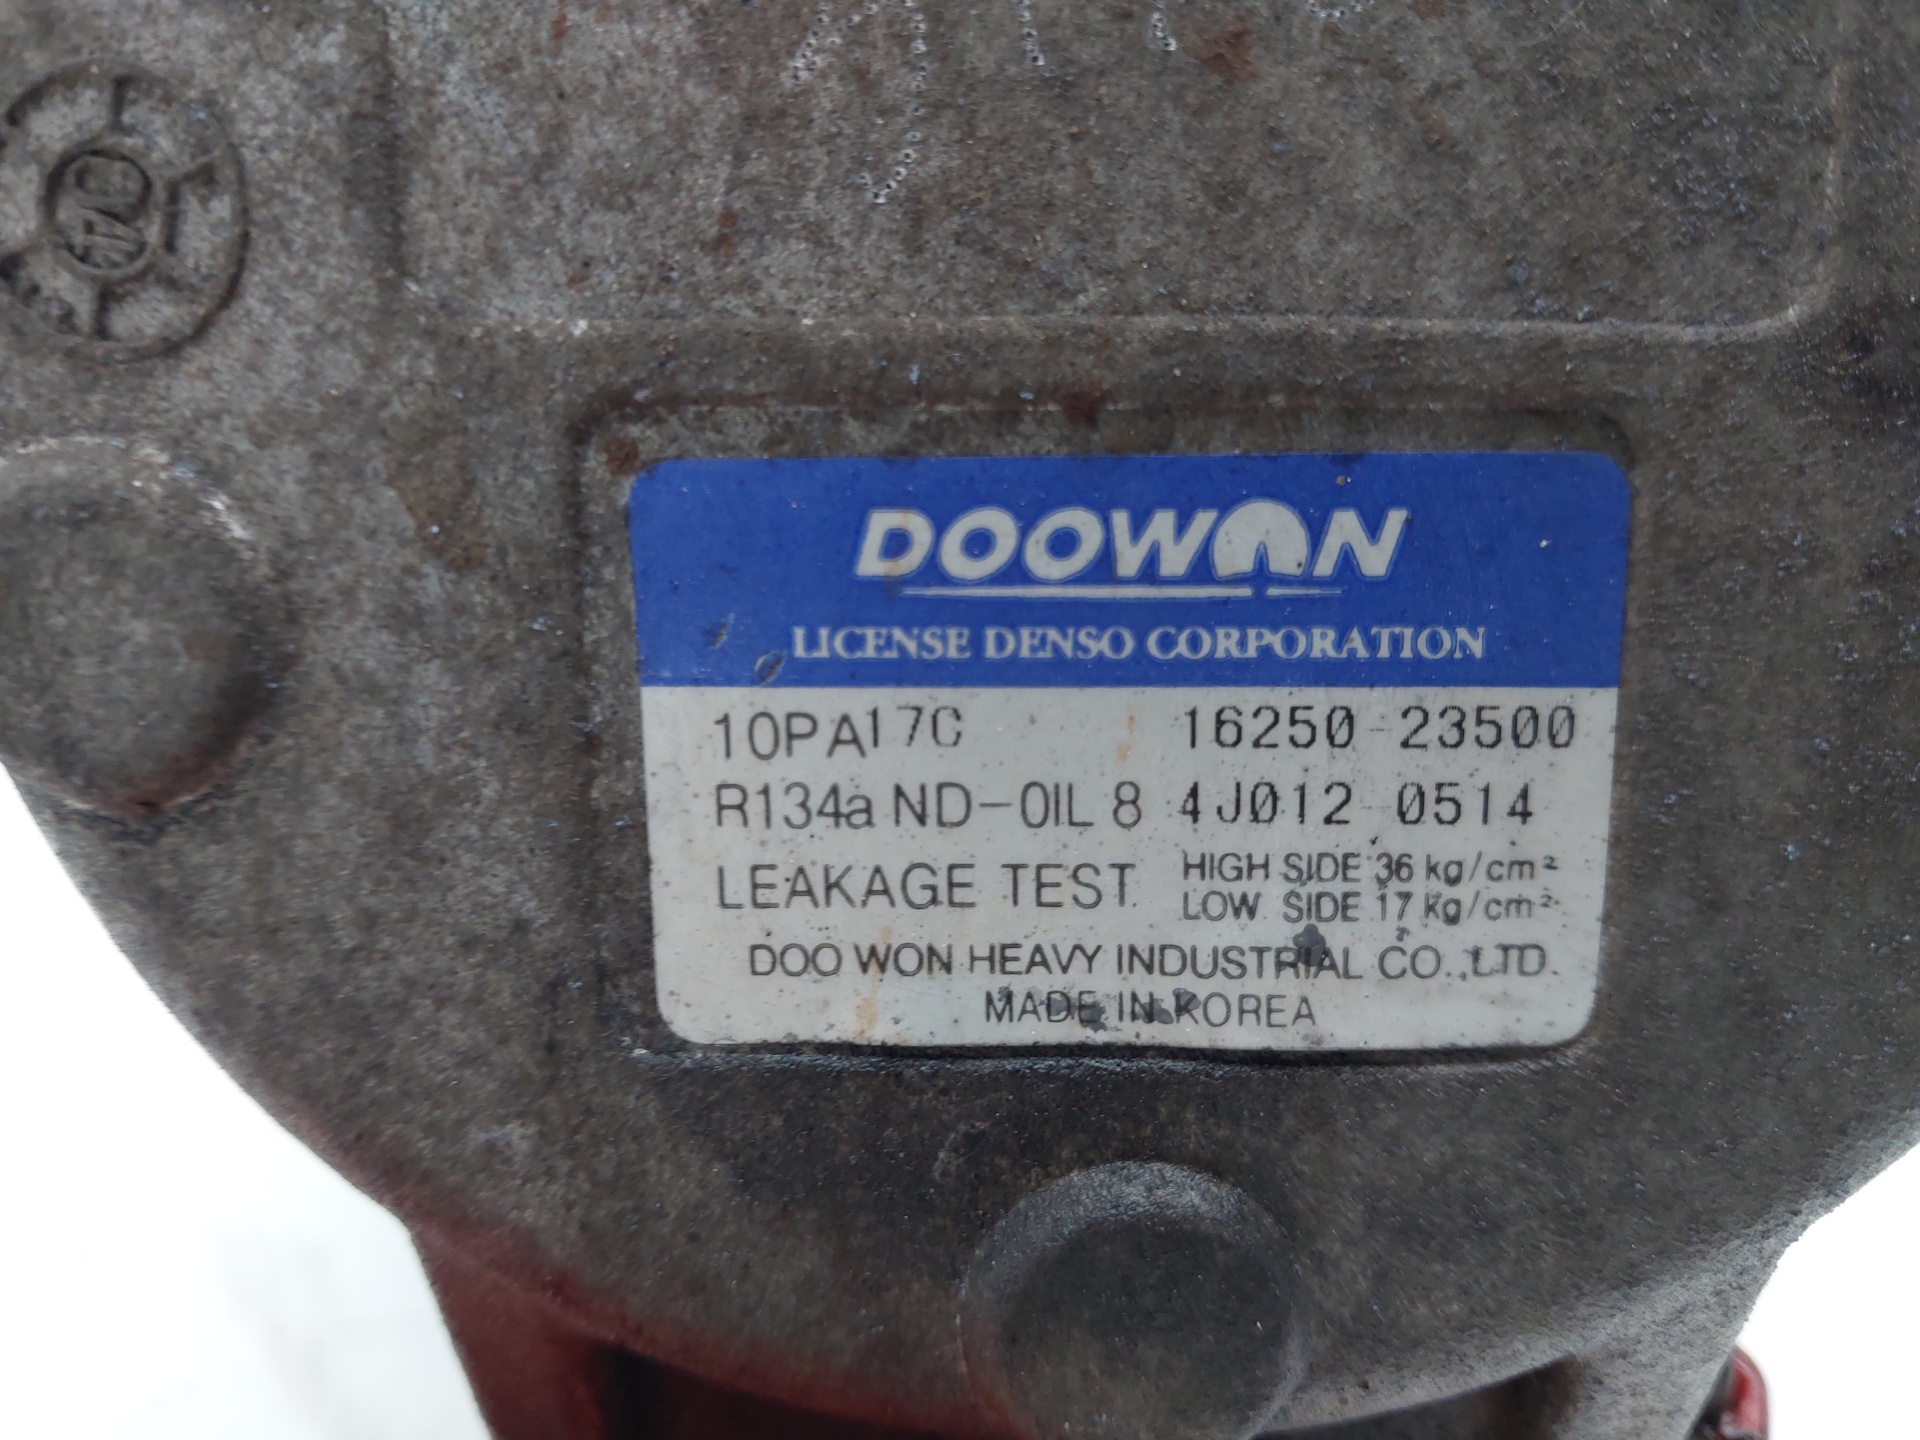 DOOWON
LICENSE DENSO CORPORATION
10PA17C 16250-23500
R134a ND-OIL 8 4J012-0514
LEAKAGE TEST HIGH SIDE 36 kg/cm²
LOW SIDE 17 kg/cm²
DOO WON HEAVY INDUSTRIAL CO.,LTD.
MADE IN KOREA